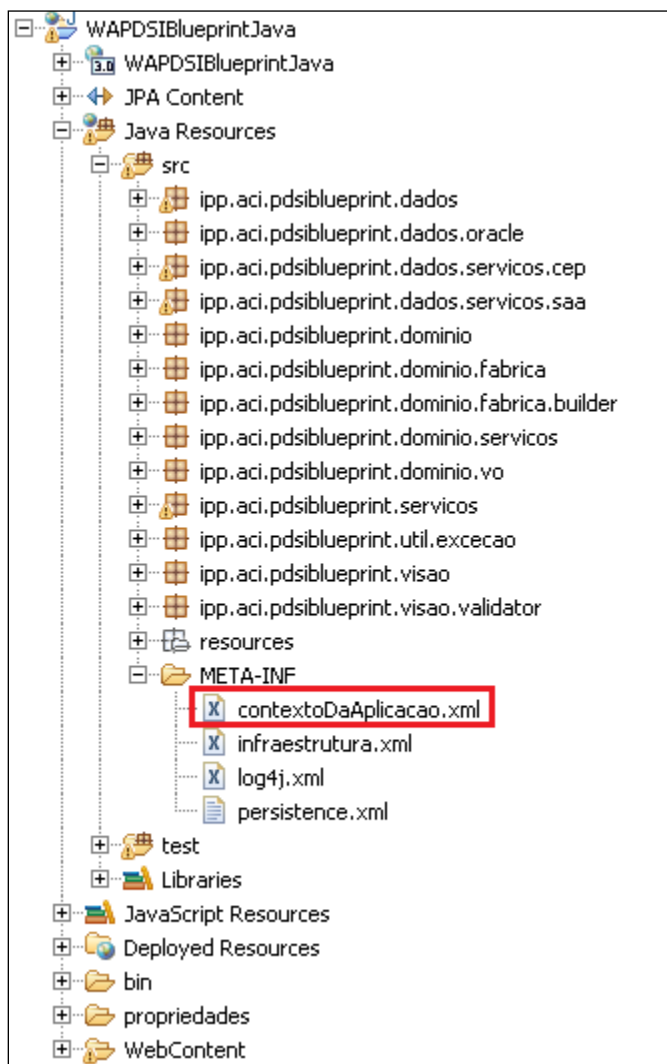 WAPDSIBlueprintJava
3.0 WAPDSIBlueprintJava
JPA Content
Java Resources
src
ipp.aci.pdsiblueprint.dados
ipp.aci.pdsiblueprint.dados.oracle
ipp.aci.pdsiblueprint.dados.servicos.cep
ipp.aci.pdsiblueprint.dados.servicos.saa
ipp.aci.pdsiblueprint.dominio
ipp.aci.pdsiblueprint.dominio.fabrica
ipp.aci.pdsiblueprint.dominio.fabrica.builder
ipp.aci.pdsiblueprint.dominio.servicos
ipp.aci.pdsiblueprint.dominio.vo
ipp.aci.pdsiblueprint.servicos
ipp.aci.pdsiblueprint.util.excecao
ipp.aci.pdsiblueprint.visao
ipp.aci.pdsiblueprint.visao.validator
resources
META-INF
X contextoDaAplicacao.xml
X infraestrutura.xml
X log4j.xml
persistence.xml
test
Libraries
JavaScript Resources
Deployed Resources
bin
propriedades
WebContent